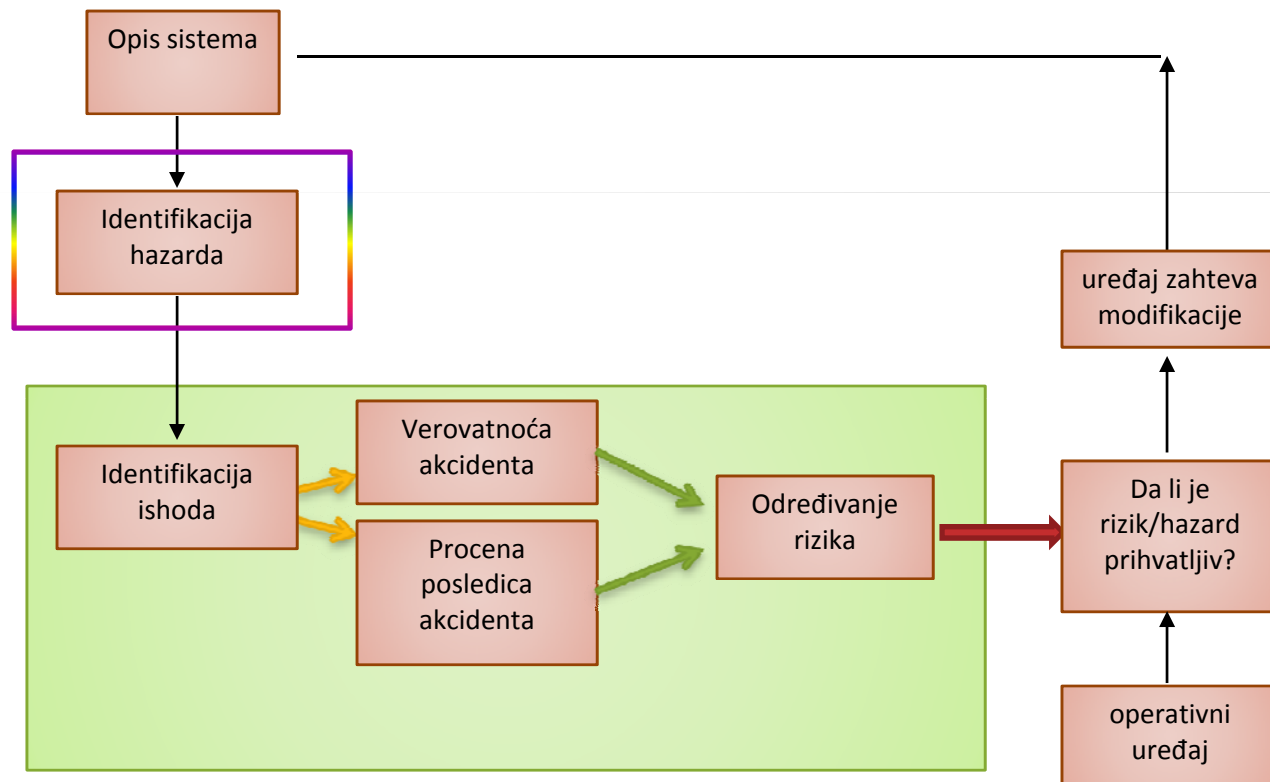 Opis sistema
Identifikacija
hazarda
uređaj zahteva
modifikacije
Identifikacija
ishoda
Verovatnoća
akcidenta
Procena
posledica
akcidenta
Određivanje
rizika
Da li je
rizik/hazard
prihvatljiv?
operativni
uređaj